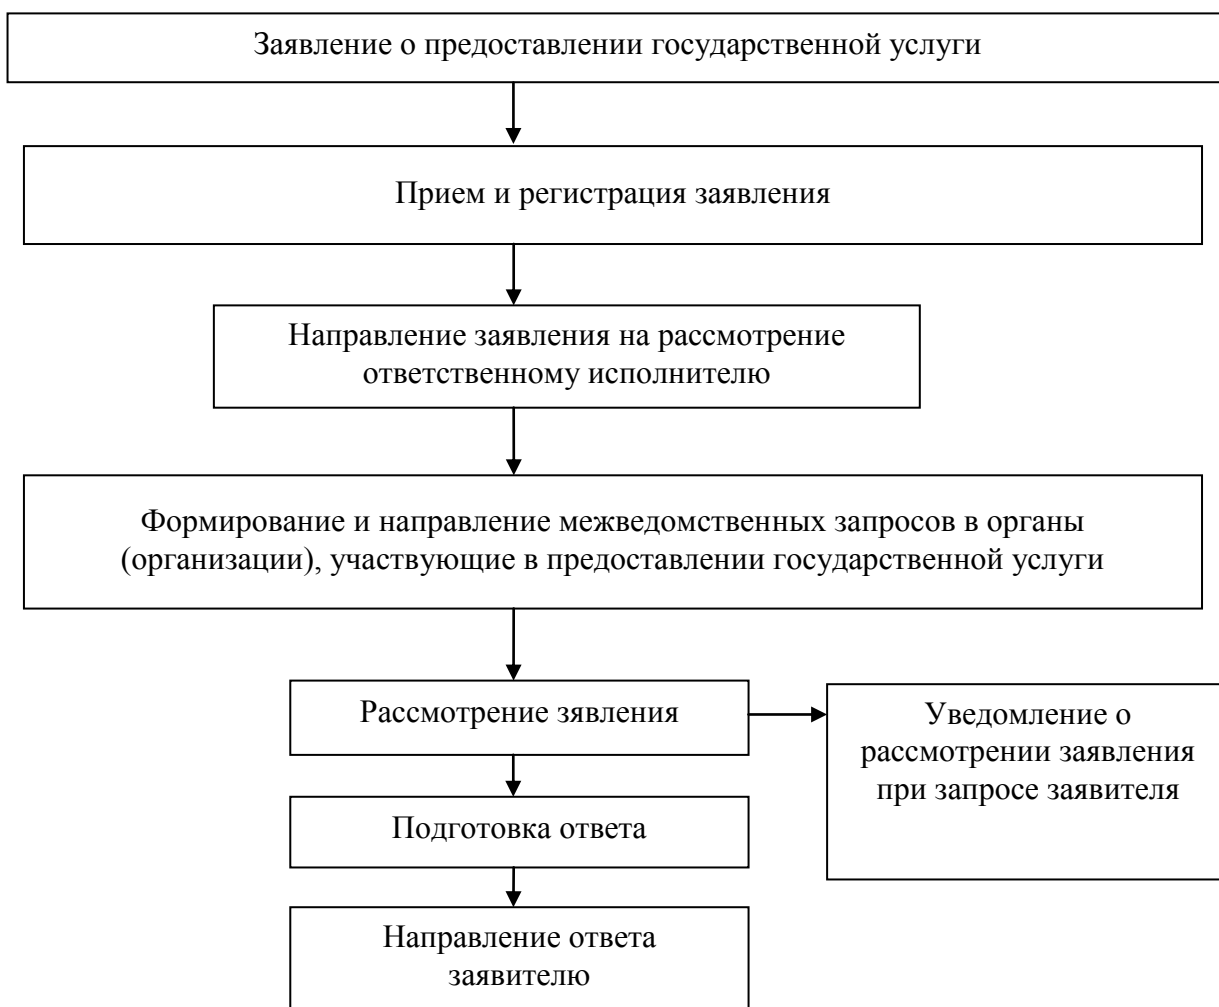 Заявление о предоставлении государственной услуги
Прием и регистрация заявления
Направление заявления на рассмотрение
ответственному исполнителю
Формирование и направление межведомственных запросов в органы
(организации), участвующие в предоставлении государственной услуги
Рассмотрение зявления
Уведомление о
рассмотрении заявления
при запросе заявителя
Подготовка ответа
Направление ответа
заявителю